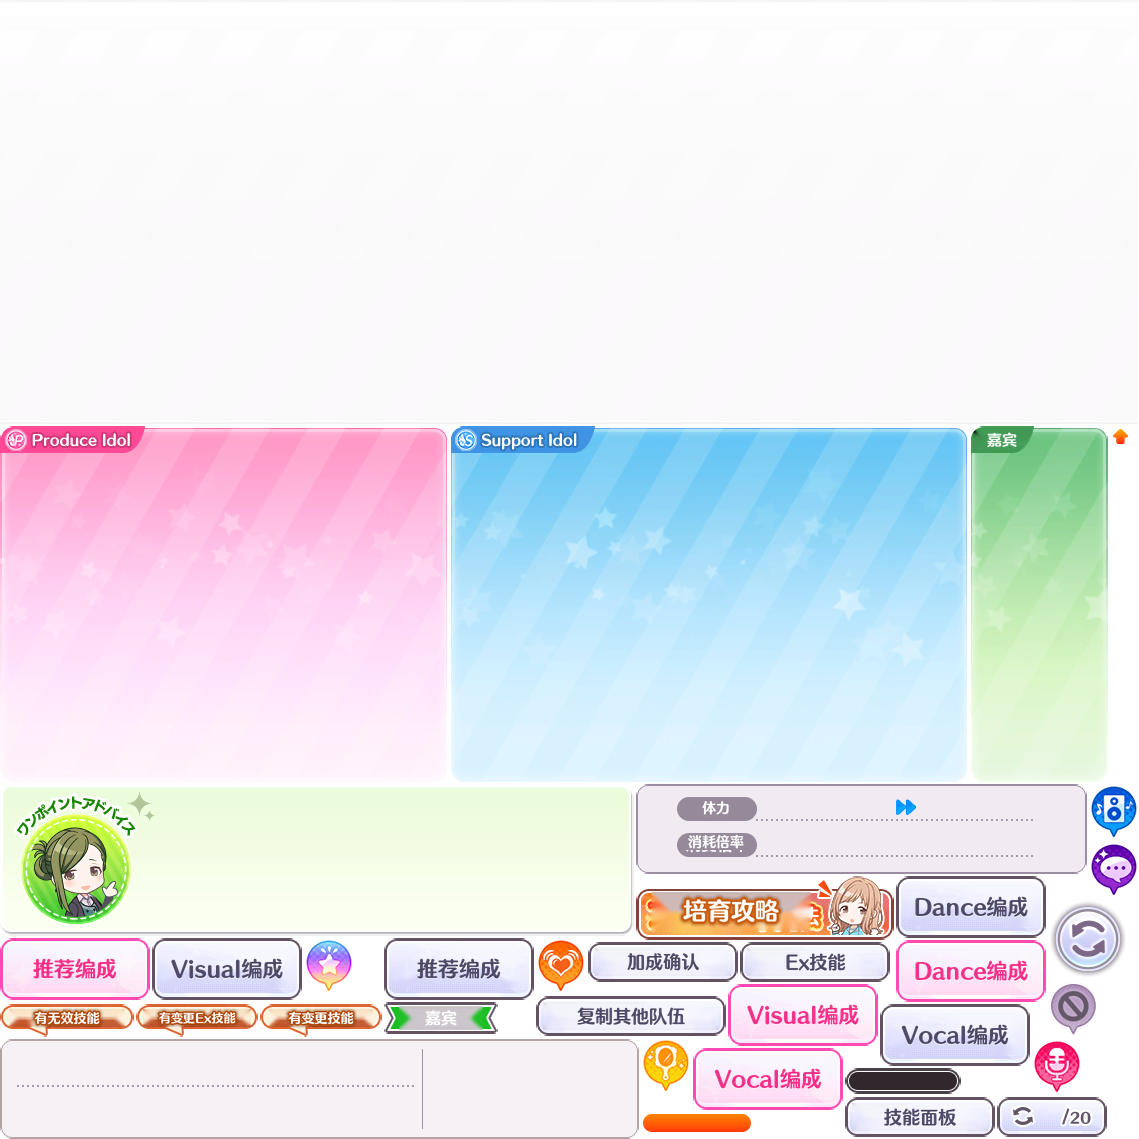 Produce Idol
Support Idol
嘉宾
ワンポイントアドバイス
体力
消耗倍率
培育攻略
Dance编成
推荐编成
Visual编成
推荐编成
加成确认
Ex技能
Dance编成
有无效技能
有变更Ex技能
有变更技能
嘉宾
复制其他队伍
Visual编成
Vocal编成
Vocal编成
技能面板
/20